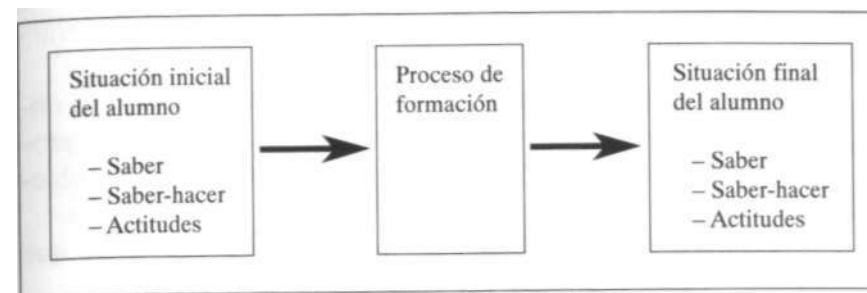 Situación inicial
del alumno
– Saber
– Saber-hacer
– Actitudes
Proceso de
formación
Situación final
del alumno
– Saber
– Saber-hacer
– Actitudes